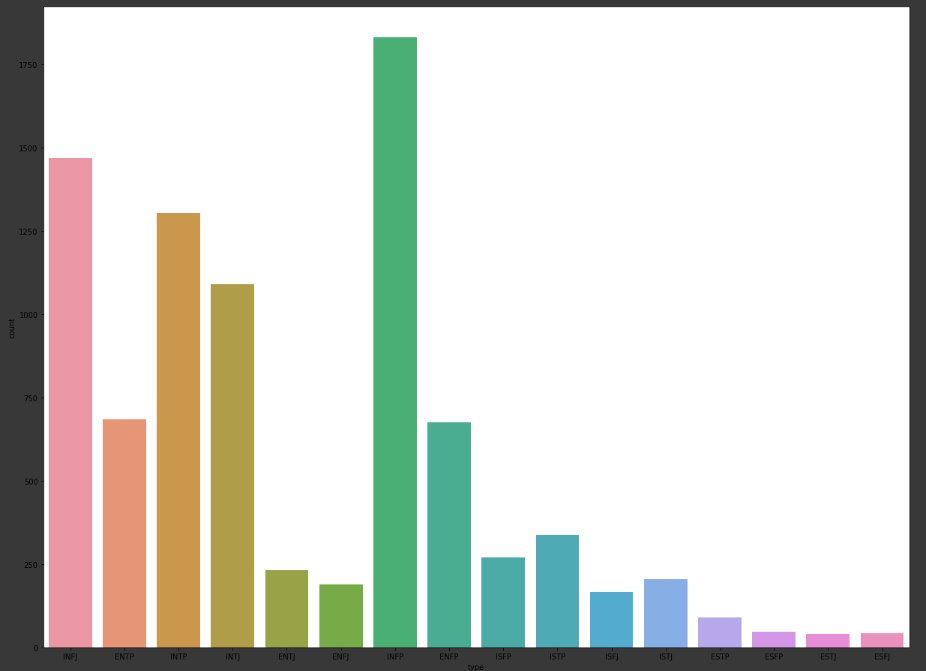 1750
1500
1250
1000
750
500
250
0
count
INFJ ENTP INTP INTJ ENTJ ENFJ INFP ENFP ISFP ISTP ISFJ ISTJ ESTP ESFP ESTJ ESFJ
type